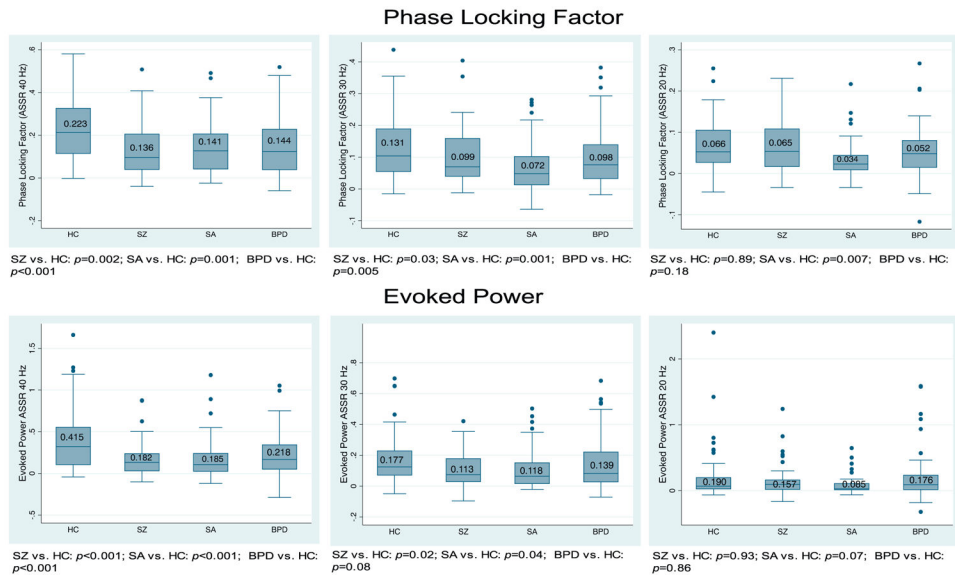 Phase Locking Factor
Phase Locking Factor (ASSR 40 Hz)
.6
.4
.2
0
-.2
0.223
0.136
0.141
0.144
HC SZ SA BPD
SZ vs. HC: p=0.002; SA vs. HC: p=0.001; BPD vs. HC:
p<0.001
Phase Locking Factor (ASSR 30 Hz)
.4
.3
.2
.1
0
-.1
0.131
0.099
0.072
0.098
HC SZ SA BPD
SZ vs. HC: p=0.03; SA vs. HC: p=0.001; BPD vs. HC:
p=0.005
Phase Locking Factor (ASSR 20 Hz)
.3
.2
.1
0
-.1
0.066
0.065
0.034
0.052
HC SZ SA BPD
SZ vs. HC: p=0.89; SA vs. HC: p=0.007; BPD vs. HC:
p=0.18
Evoked Power
Evoked Power ASSR 40 Hz
1.5
1
.5
0
-.5
0.415
0.182
0.185
0.218
HC SZ SA BPD
SZ vs. HC: p<0.001; SA vs. HC: p<0.001; BPD vs. HC:
p<0.001
Evoked Power ASSR 30 Hz
.8
.6
.4
.2
0
-.2
0.177
0.113
0.118
0.139
HC SZ SA BPD
SZ vs. HC: p=0.02; SA vs. HC: p=0.04; BPD vs. HC:
p=0.08
Evoked Power ASSR 20 Hz
2
1
0
0.190
0.157
0.085
0.176
HC SZ SA BPD
SZ vs. HC: p=0.93; SA vs. HC: p=0.07; BPD vs. HC:
p=0.86